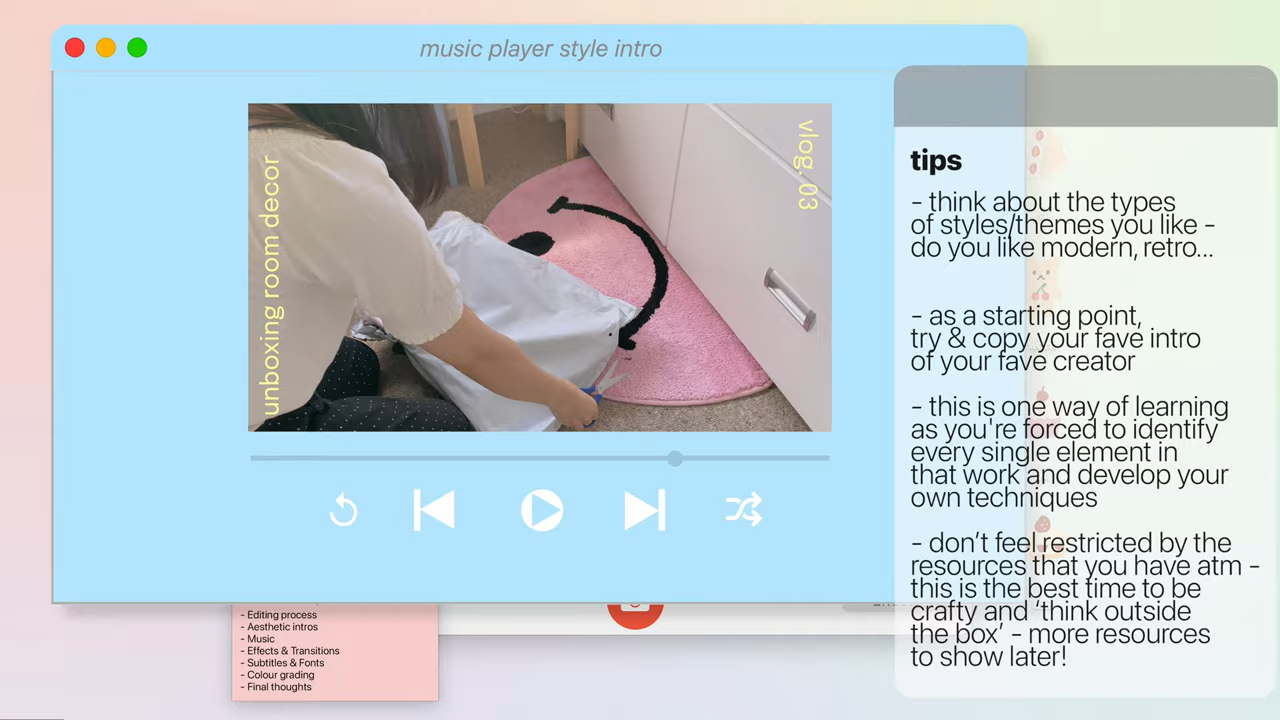 music player style intro
unboxing room decor
vlog. 03
tips
- think about the types
of styles/themes you like -
do you like modern, retro...
- as a starting point,
try & copy your fave intro
of your fave creator
- this is one way of learning
as you're forced to identify
every single element in
that work and develop your
own techniques
- don’t feel restricted by the
resources that you have atm -
this is the best time to be
crafty and ‘think outside
the box’ - more resources
to show later!
- Editing process
- Aesthetic intros
- Music
- Effects & Transitions
- Subtitles & Fonts
- Colour grading
- Final thoughts